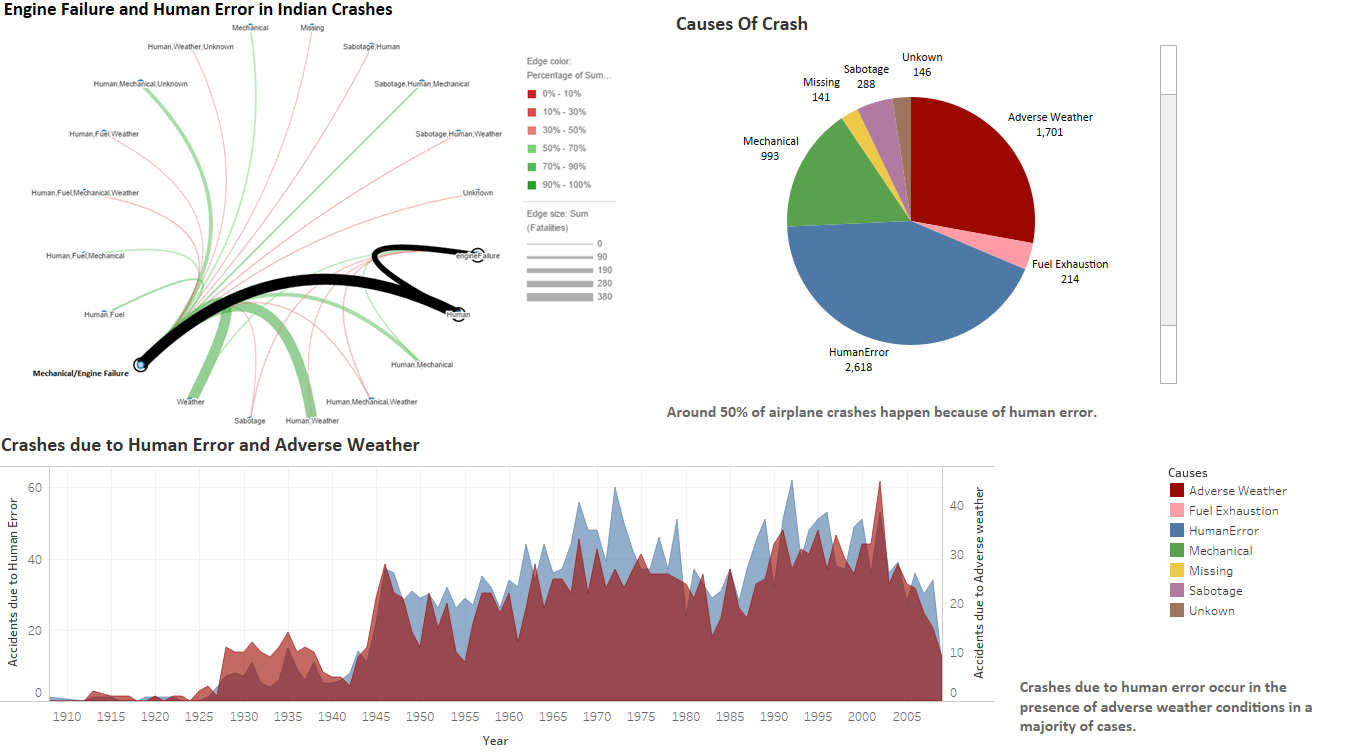 Engine Failure and Human Error in Indian Crashes
Mechanical
Missing
Human,Weather,Unknown
Sabotage,Human
Human,Mechanical,Unknown
Sabotage,Human,Mechanical
Human,Fuel,Weather
Sabotage,Human,Weather
Human,Fuel,Mechanical,Weather
Unknown
Human,Fuel,Mechanical
engineFailure
Human,Fuel
Human
Mechanical/Engine Failure
Human,Mechanical
Weather
Human,Mechanical,Weather
Sabotage
Human,Weather
Edge color:
Percentage of Sum...
0% - 10%
10% - 30%
30% - 50%
50% - 70%
70% - 90%
90% - 100%
Edge size: Sum
(Fatalities)
0
90
190
280
380
Causes Of Crash
Unkown
146
Sabotage
288
Missing
141
Adverse Weather
1,701
Mechanical
993
Fuel Exhaustion
214
HumanError
2,618
Around 50% of airplane crashes happen because of human error.
Crashes due to Human Error and Adverse Weather
Accidents due to Human Error
60
40
20
0
40
30
20
10
0
Accidents due to Adverse weather
1910 1915 1920 1925 1930 1935 1940 1945 1950 1955 1960 1965 1970 1975 1980 1985 1990 1995 2000 2005
Year
Causes
Adverse Weather
Fuel Exhaustion
HumanError
Mechanical
Missing
Sabotage
Unkown
Crashes due to human error occur in the
presence of adverse weather conditions in a
majority of cases.